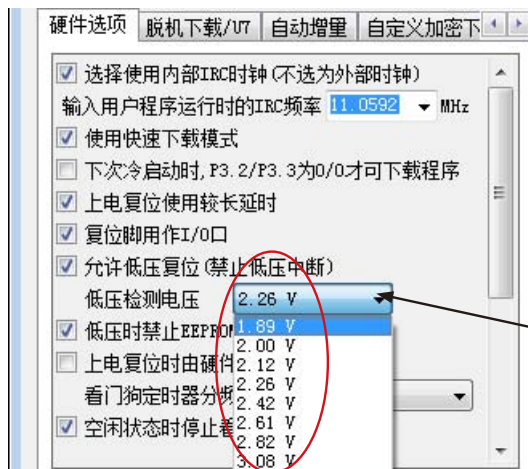 硬件选项 脱机下载/U7 自动增量 自定义加密下
选择使用内部IRC时钟(不选为外部时钟)
输入用户程序运行时的IRC频率 11.0592 MHz
使用快速下载模式
下次冷启动时,P3.2/P3.3为0/0才可下载程序
上电复位使用较长延时
复位脚用作I/O口
允许低压复位(禁止低压中断)
低压检测电压 2.26 V
低压时禁止EEPROM 1.89 V
2.00 V
上电复位时由硬件 2.12 V
2.26 V
看门狗定时器分频 2.42 V
空闲状态时停止看 2.61 V
2.82 V
3.08 V